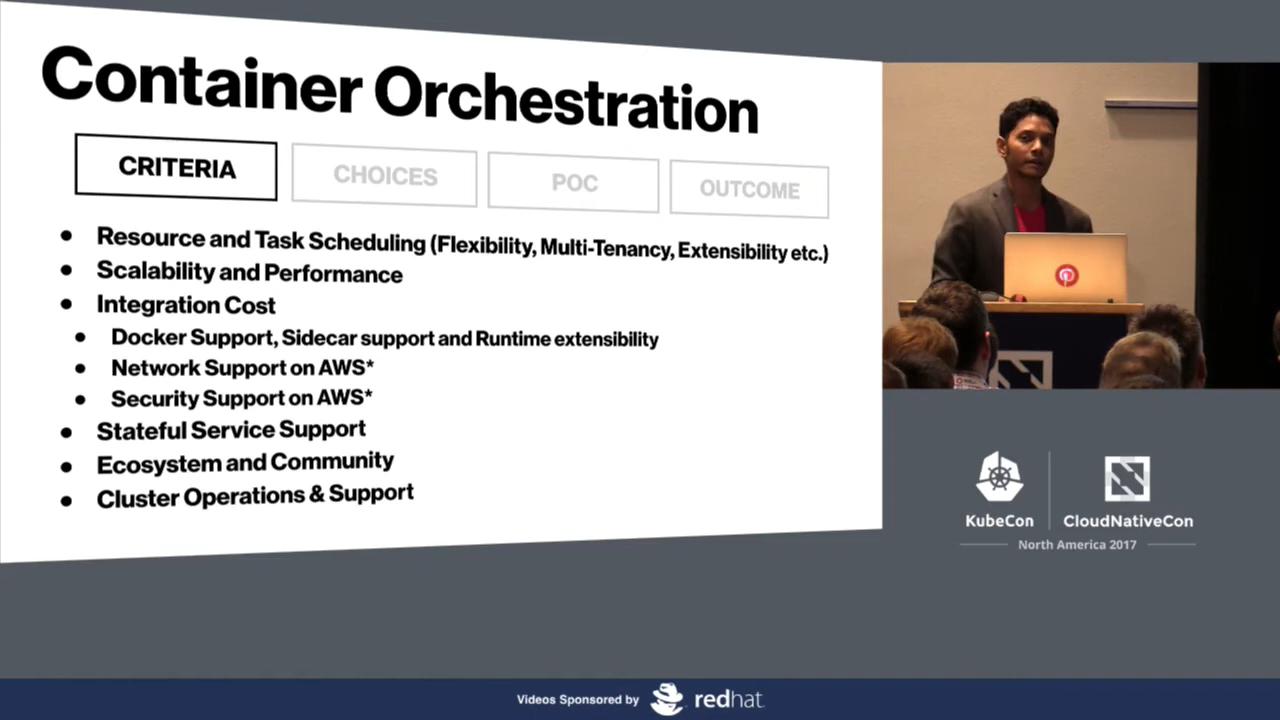 Container Orchestration
CRITERIA
CHOICES
POC
OUTCOME
• Resource and Task Scheduling (Flexibility, Multi-Tenancy, Extensibility etc.)
• Scalability and Performance
• Integration Cost
• Docker Support, Sidecar support and Runtime extensibility
• Network Support on AWS*
• Security Support on AWS*
• Stateful Service Support
• Ecosystem and Community
• Cluster Operations & Support
KubeCon
CloudNativeCon
North America 2017
Videos Sponsored by
redhat